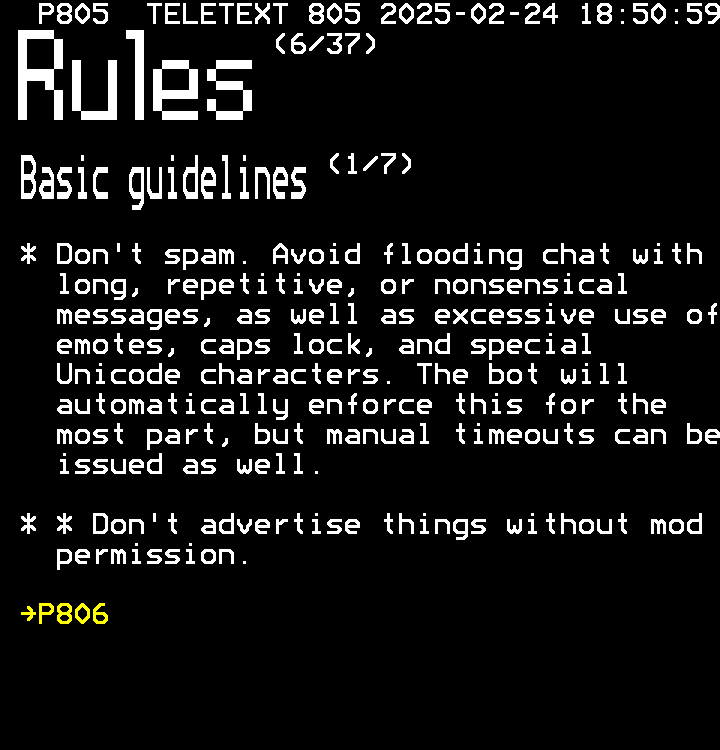 P805 TELETEXT 805 2025-02-24 18:50:59
Rules (6/37)
Basic guidelines (1/7)
* Don't spam. Avoid flooding chat with
long, repetitive, or nonsensical
messages, as well as excessive use of
emotes, caps lock, and special
Unicode characters. The bot will
automatically enforce this for the
most part, but manual timeouts can be
issued as well.
* * Don't advertise things without mod
permission.
→P806